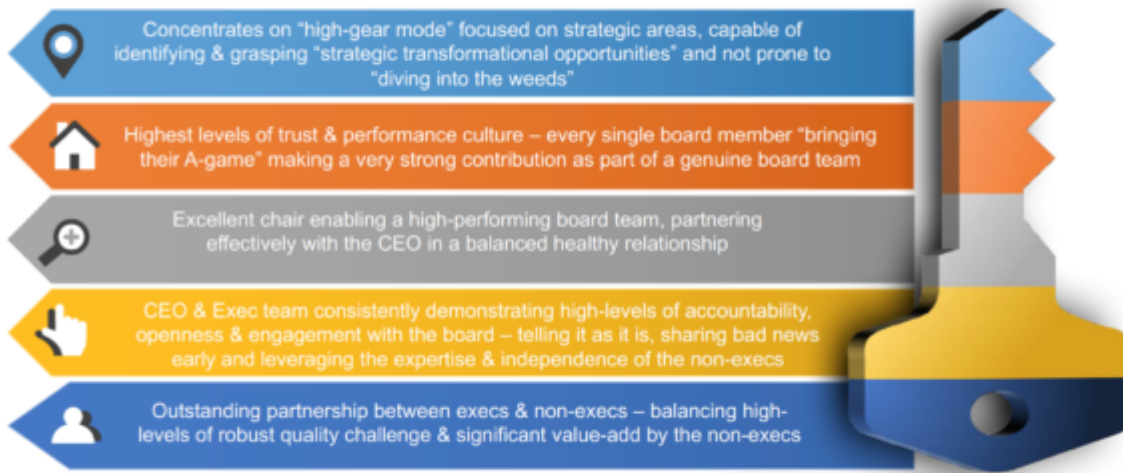 Concentrates on “high-gear mode” focused on strategic areas, capable of
identifying & grasping “strategic transformational opportunities” and not prone to
“diving into the weeds”
Highest levels of trust & performance culture – every single board member “bringing
their A-game” making a very strong contribution as part of a genuine board team
Excellent chair enabling a high-performing board team, partnering
effectively with the CEO in a balanced healthy relationship
CEO & Exec team consistently demonstrating high-levels of accountability,
openness & engagement with the board – telling it as it is, sharing bad news
early and leveraging the expertise & independence of the non-execs
Outstanding partnership between execs & non-execs – balancing high-
levels of robust quality challenge & significant value-add by the non-execs